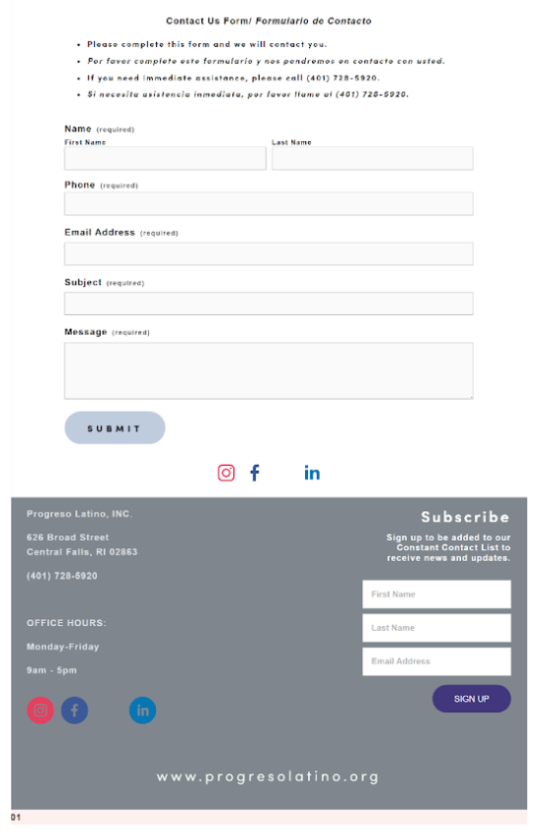 Contact Us Form/ Formulario de Contacto
• Please complete this form and we will contact you.
• Por favor complete este formulario y nos pondremos en contacto con usted.
• If you need immediate assistance, please call (401) 728-5920.
• Si necesita asistencia inmediata, por favor llame al (401) 728-5920.
Name (required)
First Name Last Name
Phone (required)
Email Address (required)
Subject (required)
Message (required)
SUBMIT
Progreso Latino, INC.
626 Broad Street
Central Falls, RI 02863
(401) 728-5920
OFFICE HOURS:
Monday-Friday
9am - 5pm
Subscribe
Sign up to be added to our
Constant Contact List to
receive news and updates.
First Name
Last Name
Email Address
SIGN UP
www.progresolatino.org
01